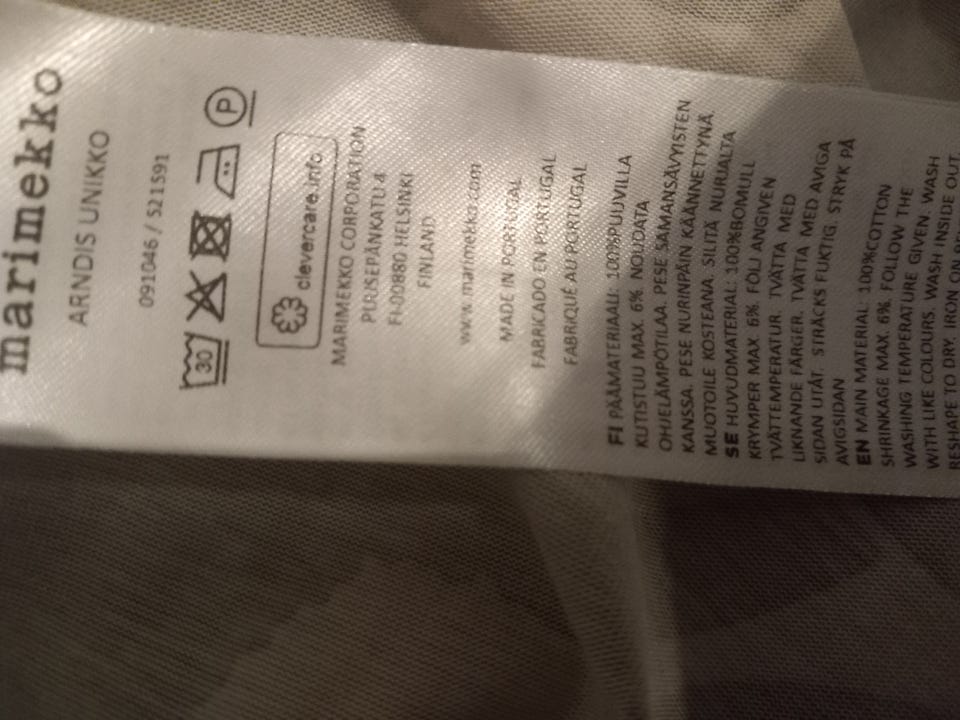 marimekko
ARNDIS UNIKKO
091046 / 521591
30
P
clevercare.info
MARIMEKKO CORPORATION
PUUSEPÄNKATU 4
FI-00880 HELSINKI
FINLAND
www.marimekko.com
MADE IN PORTUGAL
FABRICADO EN PORTUGAL
FABRIQUÉ AU PORTUGAL
FI PÄÄMATERIAALI: 100%PUUVILLA
KUTISTUU MAX. 6%. NOUDATA
OHJELÄMPÖTILAA. PESE SAMANSÄVYISTEN
KANSSA. PESE NURINPÄIN KÄÄNNETTYNÄ.
MUOTOILE KOSTEANA. SILITÄ NURJALTA
SE HUVUDMATERIAL: 100%BOMULL
KRYMPER MAX. 6%. FÖLJ ANGIVEN
TVÄTTEMPERATUR. TVÄTTA MED
LIKNANDE FÄRGER. TVÄTTA MED AVIGA
SIDAN UTÅT. STRÄCKS FUKTIG. STRYK PÅ
AVIGSIDAN
EN MAIN MATERIAL: 100%COTTON
SHRINKAGE MAX. 6%. FOLLOW THE
WASHING TEMPERATURE GIVEN. WASH
WITH LIKE COLOURS. WASH INSIDE OUT.
RESHAPE TO DRY. IRON ON